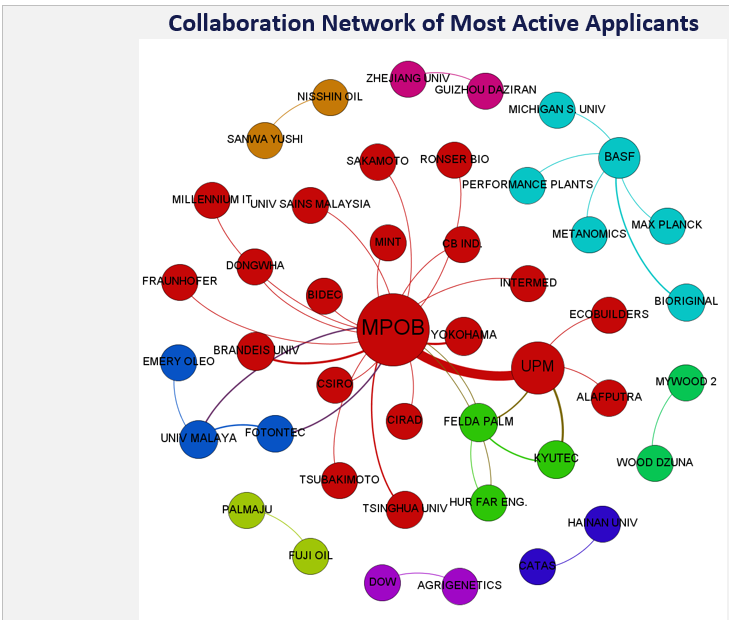 Collaboration Network of Most Active Applicants
ZHEJIANG UNIV
GUIZHOU DAZIRAN
NISSHIN OIL
MICHIGAN S. UNIV
SANWA YUSHI
SAKAMOTO
RONSER BIO
BASF
PERFORMANCE PLANTS
MILLENNIUM IT
UNIV SAINS MALAYSIA
MAX PLANCK
METANOMICS
MINT
CB IND.
DONGWHA
FRAUNHOFER
INTERMED
BIDEC
BIORIGINAL
ECOBUILDERS
MPOB
YOKOHAMA
BRANDEIS UNIV
EMERY OLEO
UPM
CSIRO
MYWOOD 2
ALAFPUTRA
CIRAD
FELDA PALM
UNIV MALAYA
FOTONTEC
KYUTEC
WOOD DZUNA
TSUBAKIMOTO
HUR FAR ENG.
PALMAJU
TSINGHUA UNIV
HAINAN UNIV
FUJI OIL
CATAS
DOW
AGRIGENETICS